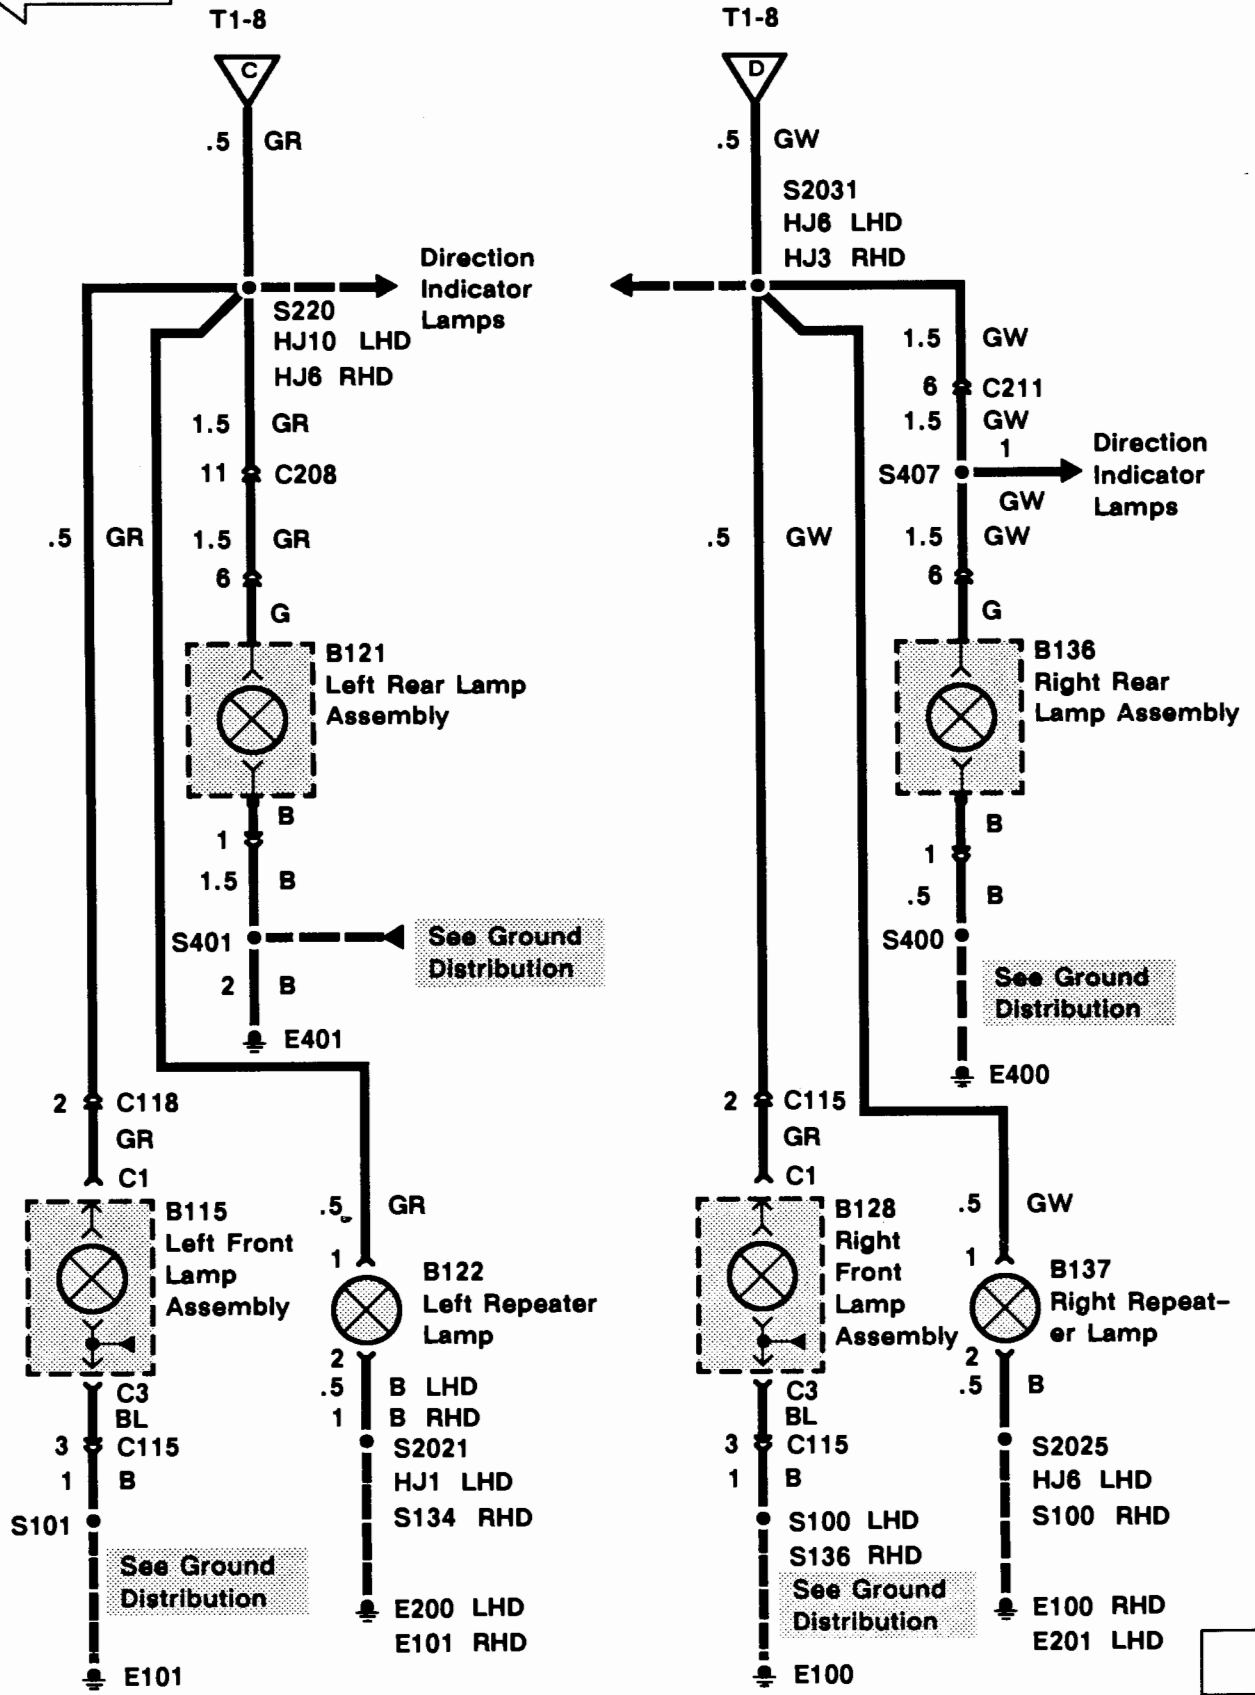 T1-8
C
.5 GR
S220
HJ10 LHD
HJ6 RHD
Direction
Indicator
Lamps
1.5 GR
11 C208
.5 GR
1.5 GR
6
G
B121
Left Rear Lamp
Assembly
B
1
1.5 B
S401
See Ground
Distribution
2 B
E401
2 C118
GR
C1
B115
Left Front
Lamp
Assembly
C3
BL
3 C115
1 B
S101
See Ground
Distribution
E101
.5 GR
1
B122
Left Repeater
Lamp
2
.5 B LHD
1 B RHD
S2021
HJ1 LHD
S134 RHD
E200 LHD
E101 RHD
T1-8
D
.5 GW
S2031
HJ6 LHD
HJ3 RHD
1.5 GW
6 C211
1.5 GW
1
S407
GW
Direction
Indicator
Lamps
.5 GW
1.5 GW
6
G
B136
Right Rear
Lamp Assembly
B
1
.5 B
S400
See Ground
Distribution
E400
2 C115
GR
C1
B128
Right
Front
Lamp
Assembly
C3
BL
3 C115
1 B
S100 LHD
S136 RHD
See Ground
Distribution
E100
.5 GW
1
B137
Right Repeat-
er Lamp
2
.5 B
S2025
HJ6 LHD
S100 RHD
E100 RHD
E201 LHD